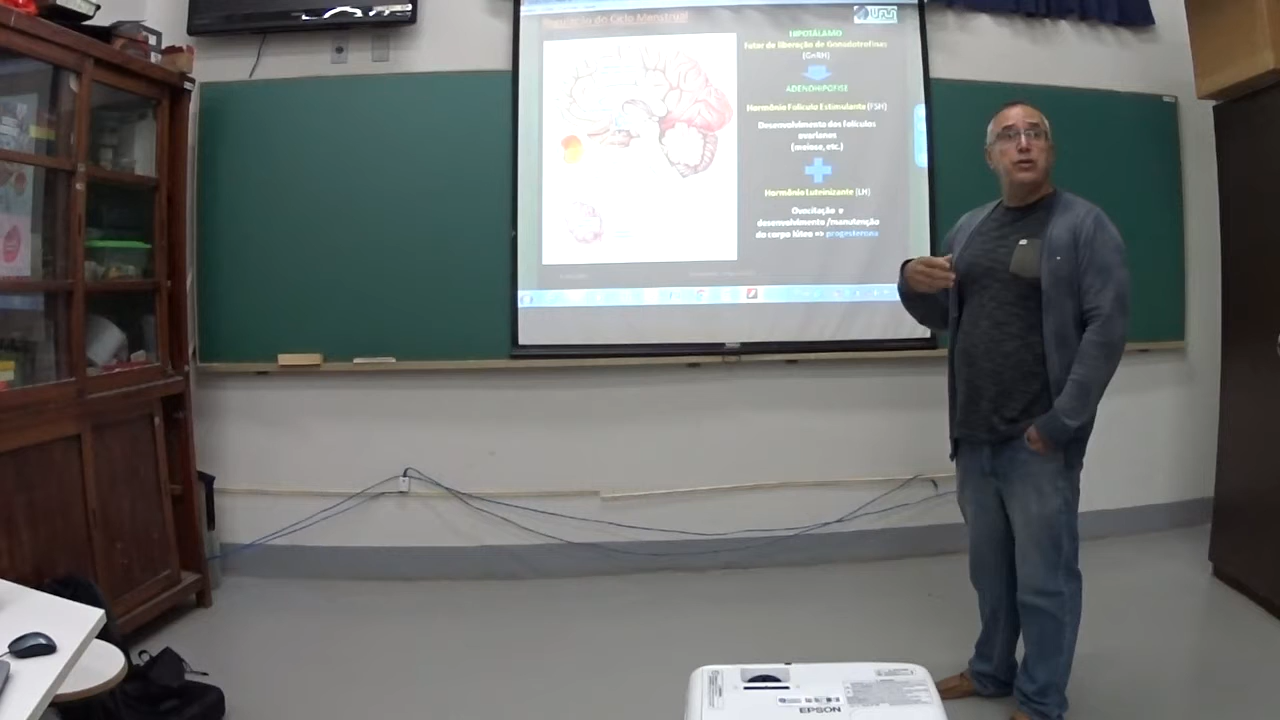 Regulação do Ciclo Menstrual
HIPOTÁLAMO
Fator de liberação de Gonadotrofinas
(GnRH)
ADENOHIPOFISE
Hormônio Folículo Estimulante (FSH)
Desenvolvimento dos folículos
ovarianos
(meiose, etc.)
Hormônio Luteinizante (LH)
Ovocitação e
desenvolvimento/manutenção
do corpo lúteo => progesterona
EPSON